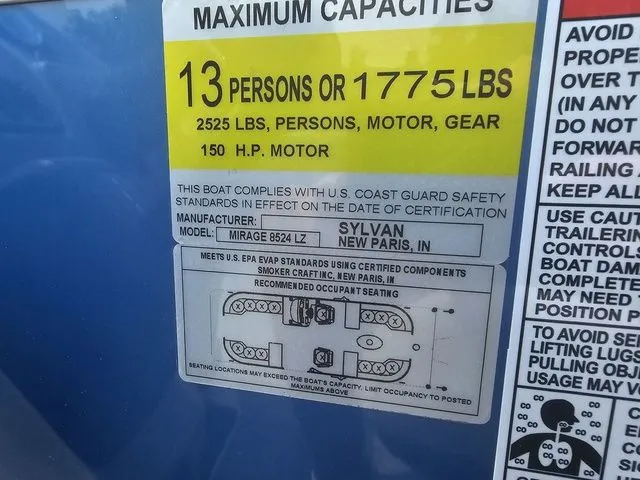 MAXIMUM CAPACITIES
13 PERSONS OR 1775 LBS
2525 LBS, PERSONS, MOTOR, GEAR
150 H.P. MOTOR
THIS BOAT COMPLIES WITH U.S. COAST GUARD SAFETY
STANDARDS IN EFFECT ON THE DATE OF CERTIFICATION
MANUFACTURER: SYLVAN
MODEL: MIRAGE 8524 LZ NEW PARIS, IN
MEETS U.S. EPA EVAP STANDARDS USING CERTIFIED COMPONENTS
SMOKER CRAFT INC, NEW PARIS, IN
RECOMMENDED OCCUPANT SEATING
SEATING LOCATIONS MAY EXCEED THE BOAT'S CAPACITY. LIMIT OCCUPANCY TO POSTED
MAXIMUMS ABOVE
AVOID
PROPE
OVER T
(IN ANY
DO NOT
FORWAR
RAILING
KEEP ALL
USE CAUT
TRAILERIN
CONTROLS
BOAT DAM
COMPLETE
MAY NEED
POSITION P
TO AVOID SE
LIFTING LUGS
PULLING OBJ
USAGE MAY V